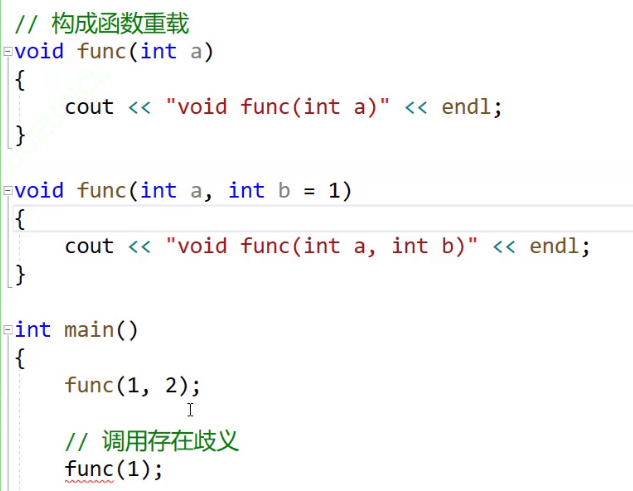 // 构成函数重载
void func(int a)
{
cout << "void func(int a)" << endl;
}
void func(int a, int b = 1)
{
cout << "void func(int a, int b)" << endl;
}
int main()
{
func(1, 2);
// 调用存在歧义
func(1);